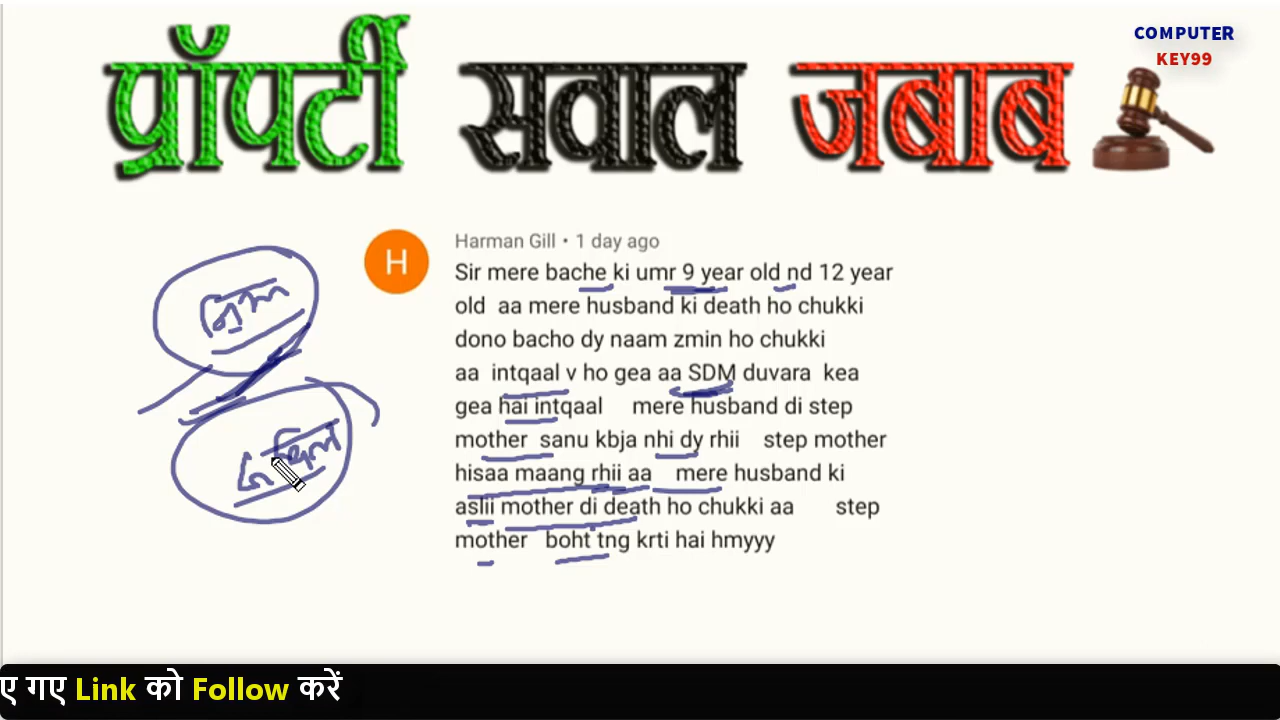 COMPUTER
KEY99
प्रॉपर्टी सवाल जबाब
Harman Gill • 1 day ago
Sir mere bache ki umr 9 year old nd 12 year
old aa mere husband ki death ho chukki
dono bacho dy naam zmin ho chukki
aa intqaal v ho gea aa SDM duvara kea
gea hai intqaal mere husband di step
mother sanu kbja nhi dy rhii step mother
hisaa maang rhii aa mere husband ki
aslii mother di death ho chukki aa step
mother boht tng krti hai hmyyy
H
ए गए Link को Follow करें